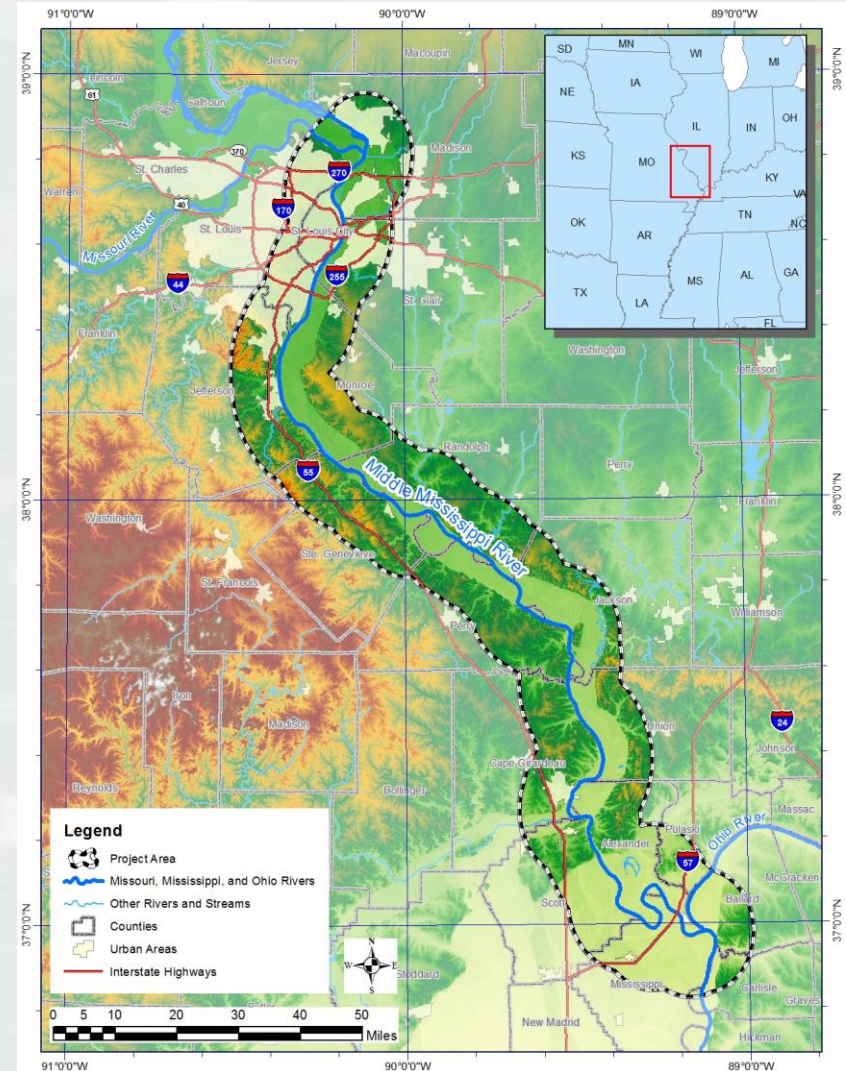 91°0'0"W
90°0'0"W
89°0'0"W
39°0'0"N
39°0'0"N
38°0'0"N
38°0'0"N
37°0'0"N
37°0'0"N
Lincoln
Jersey
Macoupin
61
Calhoun
370
St. Charles
Madison
Warren
40
270
170
Missouri River
St. Louis
St. Louis City
44
255
St. Clair
Franklin
Washington
Jefferson
Jefferson
Monroe
Randolph
55
Middle Mississippi River
Perry
Franklin
Washington
Ste. Genevieve
St. Francois
Jackson
Williamson
Perry
Iron
Madison
Union
24
Johnson
Cape Girardeau
Reynolds
Bollinger
Massac
Pulaski
Ohio River
Alexander
57
McCracken
Ballard
Scott
Stoddard
Mississippi
Carlisle
Graves
New Madrid
Hickman
SD
MN
WI
MI
NE
IA
IL
IN
OH
KS
MO
KY
VA
OK
AR
TN
NC
TX
LA
MS
AL
GA
FL
Legend
Project Area
Missouri, Mississippi, and Ohio Rivers
Other Rivers and Streams
Counties
Urban Areas
Interstate Highways
N
W
E
S
0 5 10 20 30 40 50
Miles
91°0'0"W
90°0'0"W
89°0'0"W